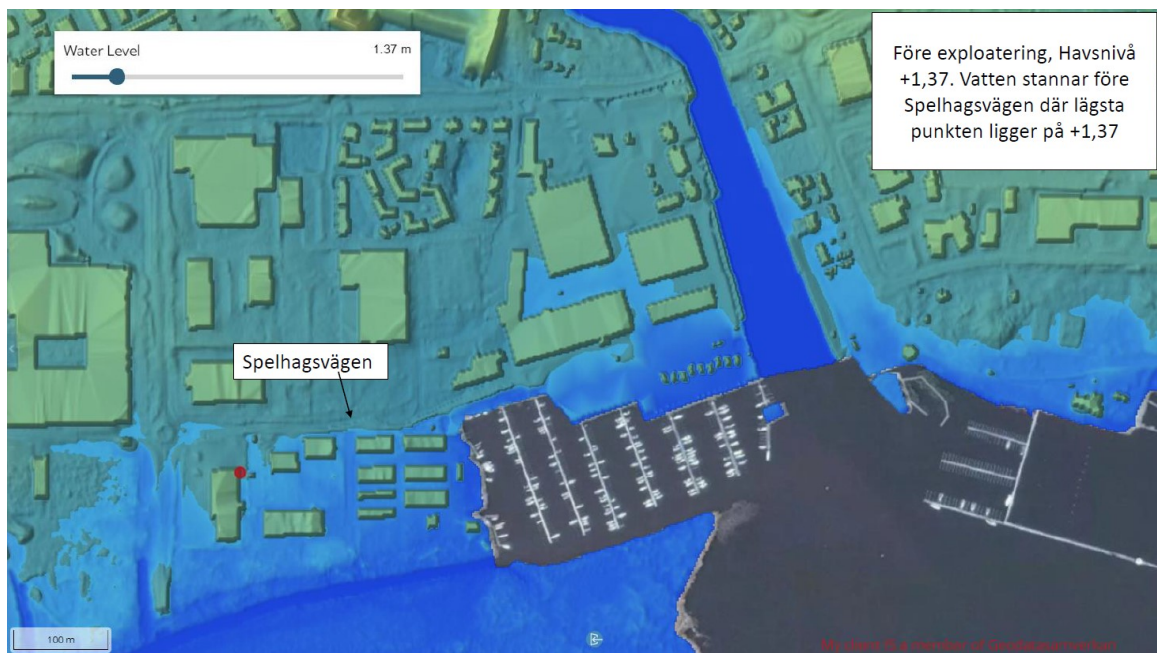 Water Level 1.37 m
Före exploatering, Havsnivå
+1,37. Vatten stannar före
Spelhagsvägen där lägsta
punkten ligger på +1,37
Spelhagsvägen
100 m